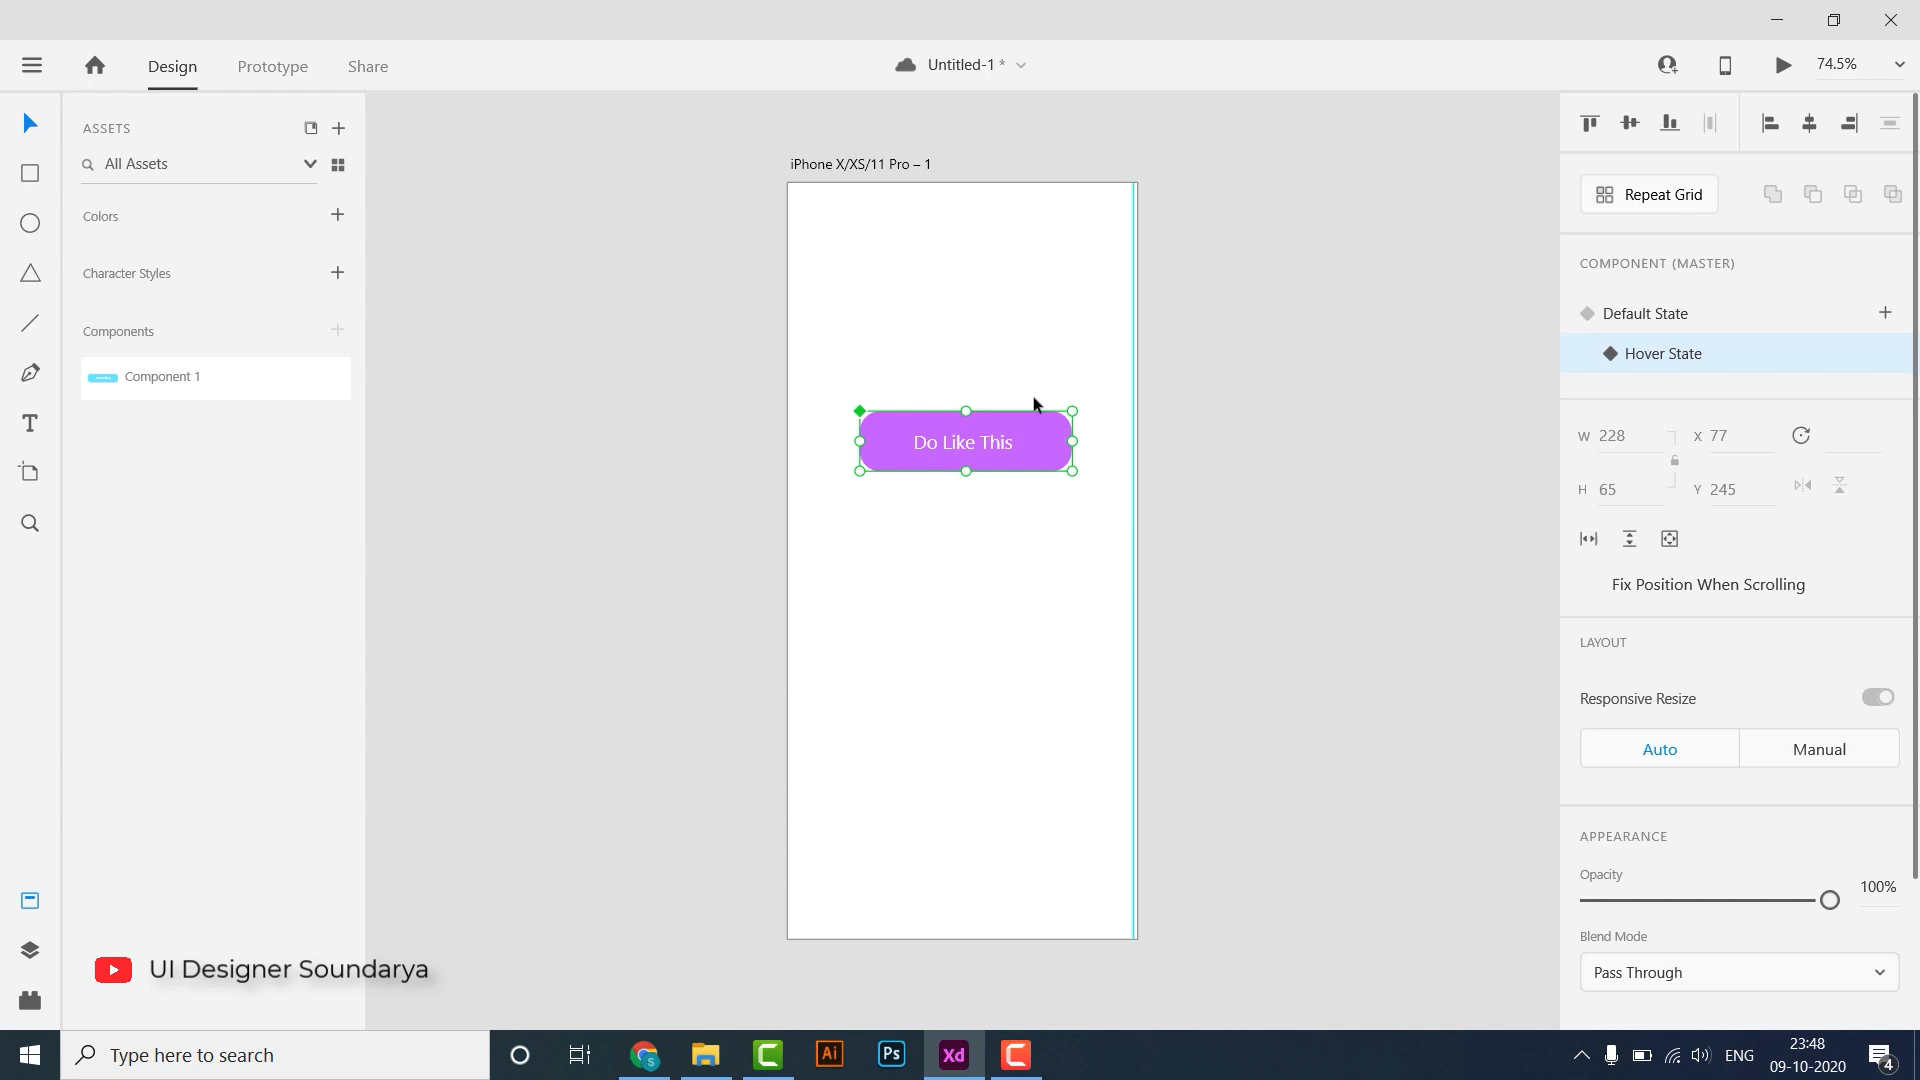 Design
Prototype
Share
Untitled-1 *
74.5%
ASSETS
All Assets
Colors
Character Styles
Components
Component 1
iPhone X/XS/11 Pro – 1
Do Like This
Repeat Grid
COMPONENT (MASTER)
Default State
Hover State
W 228
X 77
H 65
Y 245
Fix Position When Scrolling
LAYOUT
Responsive Resize
Auto
Manual
APPEARANCE
Opacity
100%
Blend Mode
Pass Through
UI Designer Soundarya
Type here to search
S
Ai
Ps
Xd
ENG
23:48
09-10-2020
4